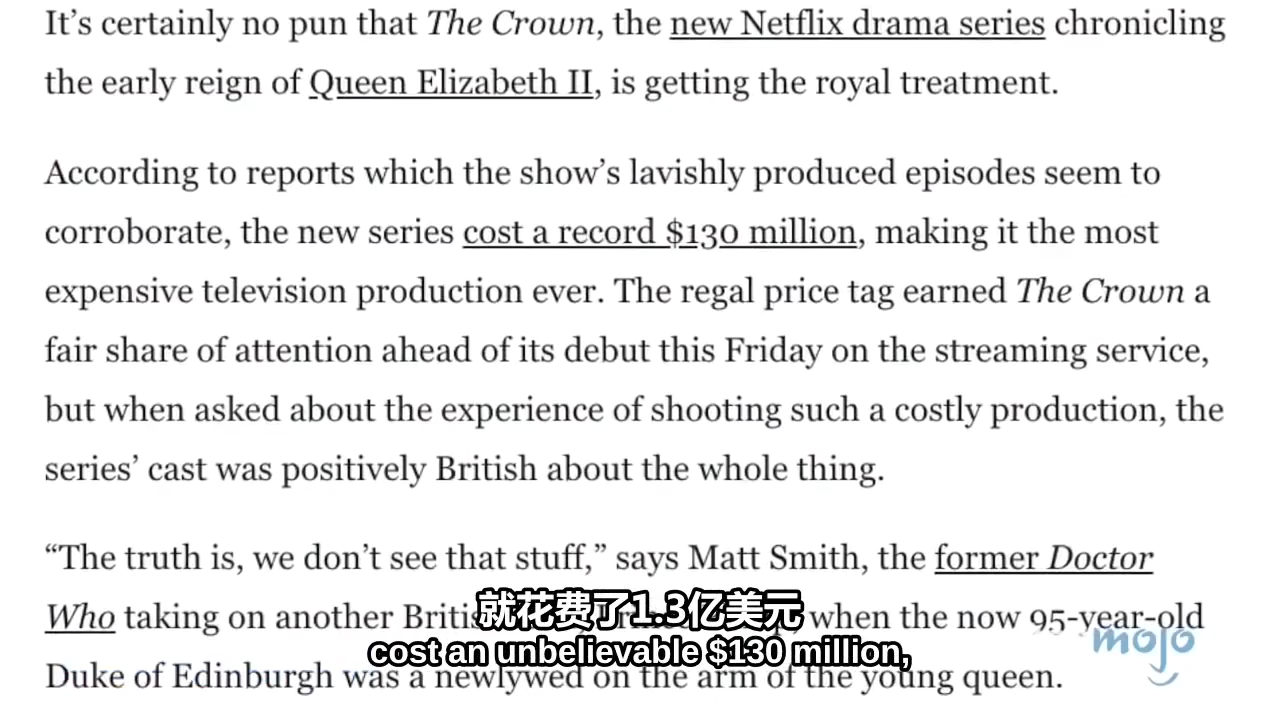 It’s certainly no pun that The Crown, the new Netflix drama series chronicling
the early reign of Queen Elizabeth II, is getting the royal treatment.
According to reports which the show’s lavishly produced episodes seem to
corroborate, the new series cost a record $130 million, making it the most
expensive television production ever. The regal price tag earned The Crown a
fair share of attention ahead of its debut this Friday on the streaming service,
but when asked about the experience of shooting such a costly production, the
series’ cast was positively British about the whole thing.
“The truth is, we don’t see that stuff,” says Matt Smith, the former Doctor
Who taking on another when the now 95-year-old
Duke of Edinburgh was a newlywed on the arm of the young queen.
就花费了1.3亿美元
cost an unbelievable $130 million,
mojo